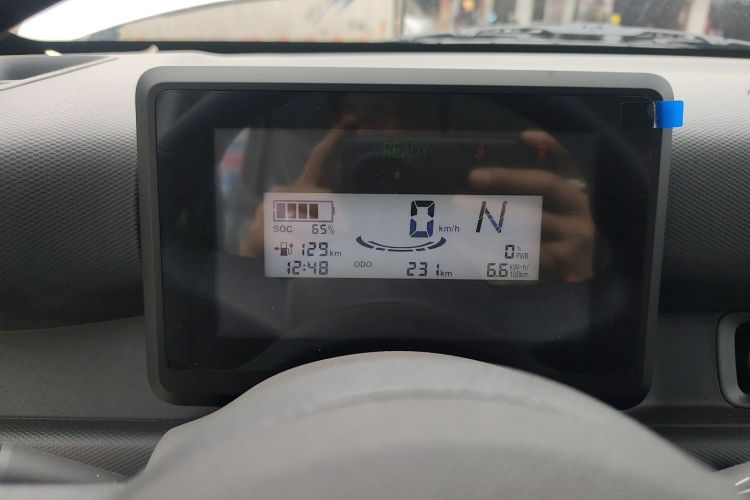 READY
0 km/h N
SOC 65%
129 km
0 % PWR
12:48 ODO 231 km 6.6 kW·h/100km